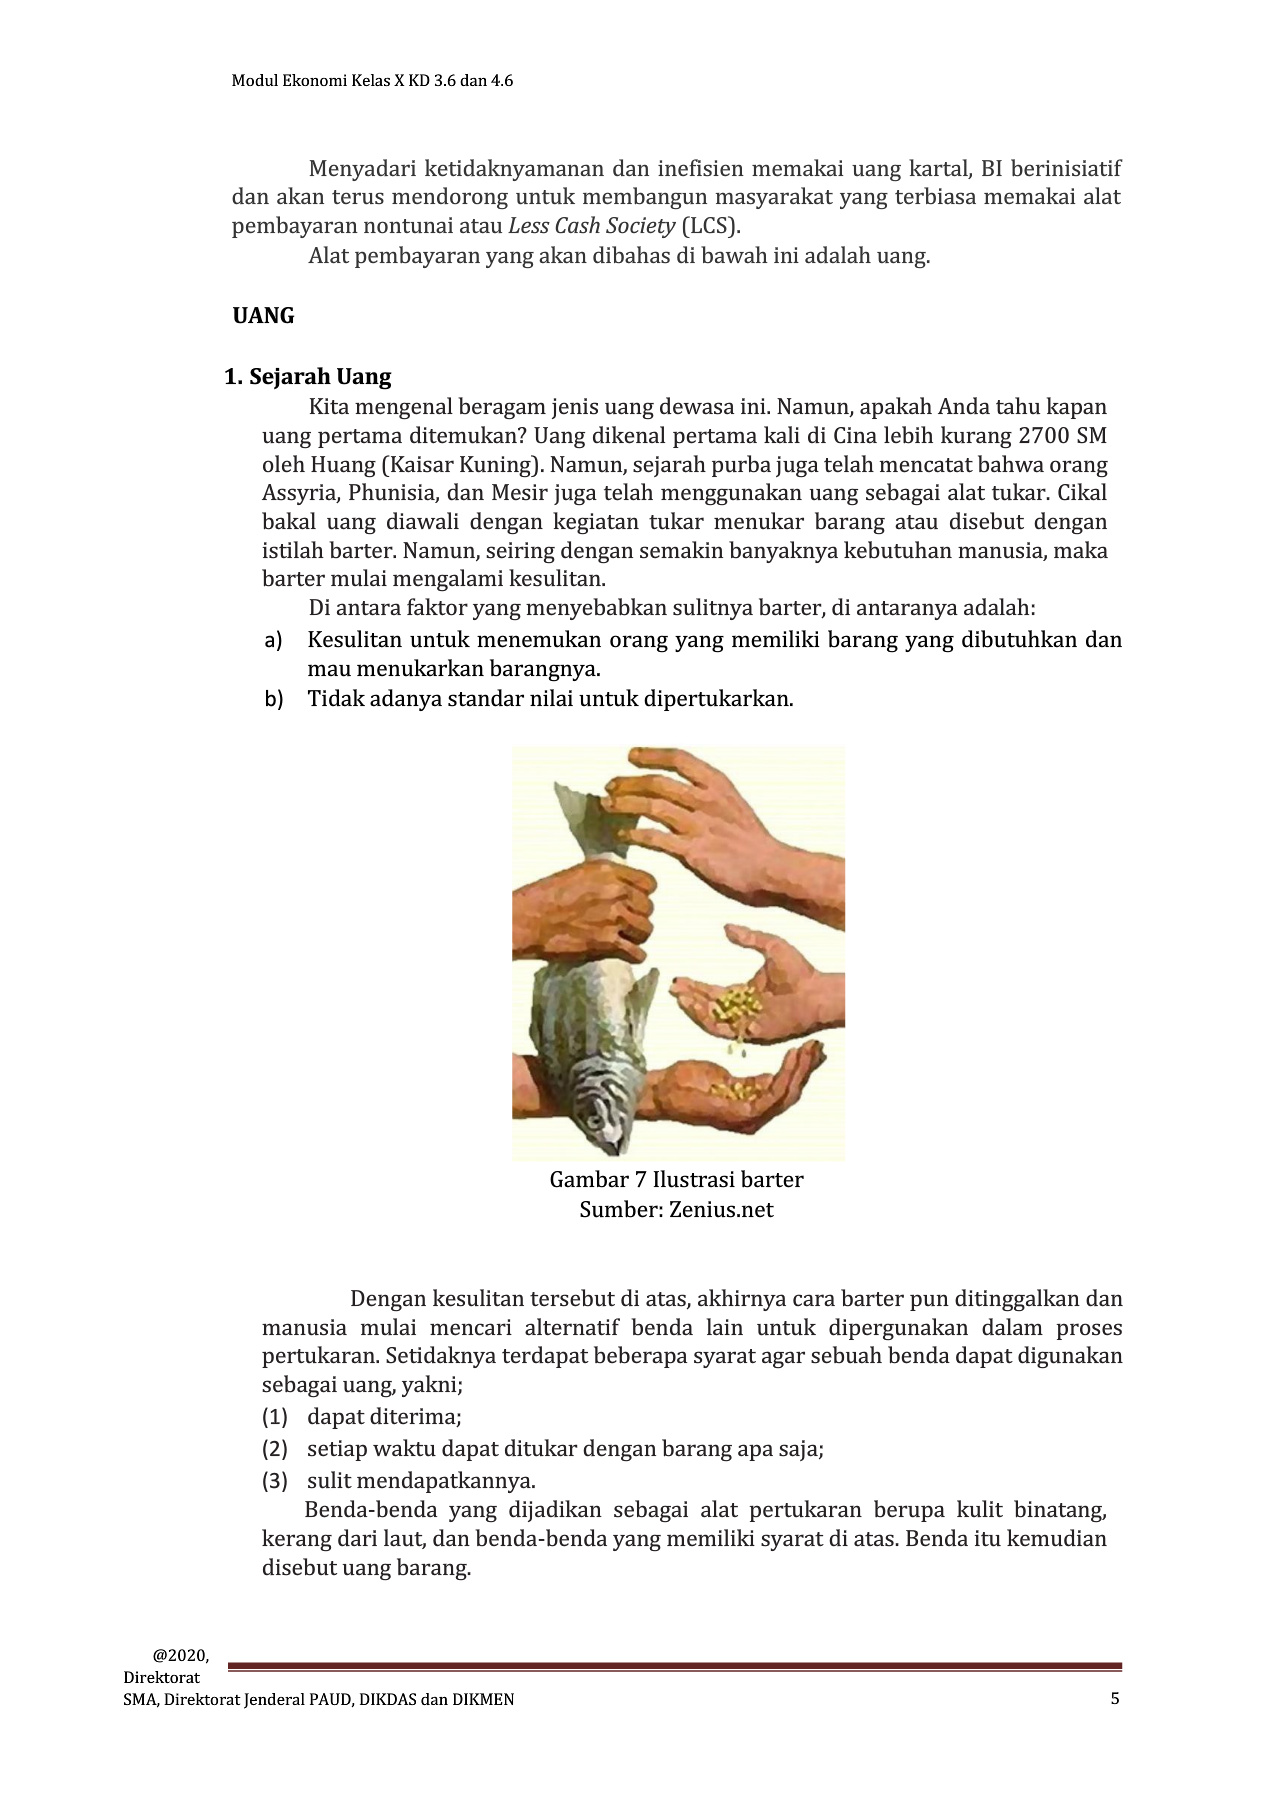 Modul Ekonomi Kelas X KD 3.6 dan 4.6
Menyadari ketidaknyamanan dan inefisien memakai uang kartal, BI berinisiatif
dan akan terus mendorong untuk membangun masyarakat yang terbiasa memakai alat
pembayaran nontunai atau Less Cash Society (LCS).
Alat pembayaran yang akan dibahas di bawah ini adalah uang.
UANG
1. Sejarah Uang
Kita mengenal beragam jenis uang dewasa ini. Namun, apakah Anda tahu kapan
uang pertama ditemukan? Uang dikenal pertama kali di Cina lebih kurang 2700 SM
oleh Huang (Kaisar Kuning). Namun, sejarah purba juga telah mencatat bahwa orang
Assyria, Phunisia, dan Mesir juga telah menggunakan uang sebagai alat tukar. Cikal
bakal uang diawali dengan kegiatan tukar menukar barang atau disebut dengan
istilah barter. Namun, seiring dengan semakin banyaknya kebutuhan manusia, maka
barter mulai mengalami kesulitan.
Di antara faktor yang menyebabkan sulitnya barter, di antaranya adalah:
a) Kesulitan untuk menemukan orang yang memiliki barang yang dibutuhkan dan
mau menukarkan barangnya.
b) Tidak adanya standar nilai untuk dipertukarkan.
Gambar 7 Ilustrasi barter
Sumber: Zenius.net
Dengan kesulitan tersebut di atas, akhirnya cara barter pun ditinggalkan dan
manusia mulai mencari alternatif benda lain untuk dipergunakan dalam proses
pertukaran. Setidaknya terdapat beberapa syarat agar sebuah benda dapat digunakan
sebagai uang, yakni;
(1) dapat diterima;
(2) setiap waktu dapat ditukar dengan barang apa saja;
(3) sulit mendapatkannya.
Benda-benda yang dijadikan sebagai alat pertukaran berupa kulit binatang,
kerang dari laut, dan benda-benda yang memiliki syarat di atas. Benda itu kemudian
disebut uang barang.
@2020,
Direktorat
SMA, Direktorat Jenderal PAUD, DIKDAS dan DIKMEN
5